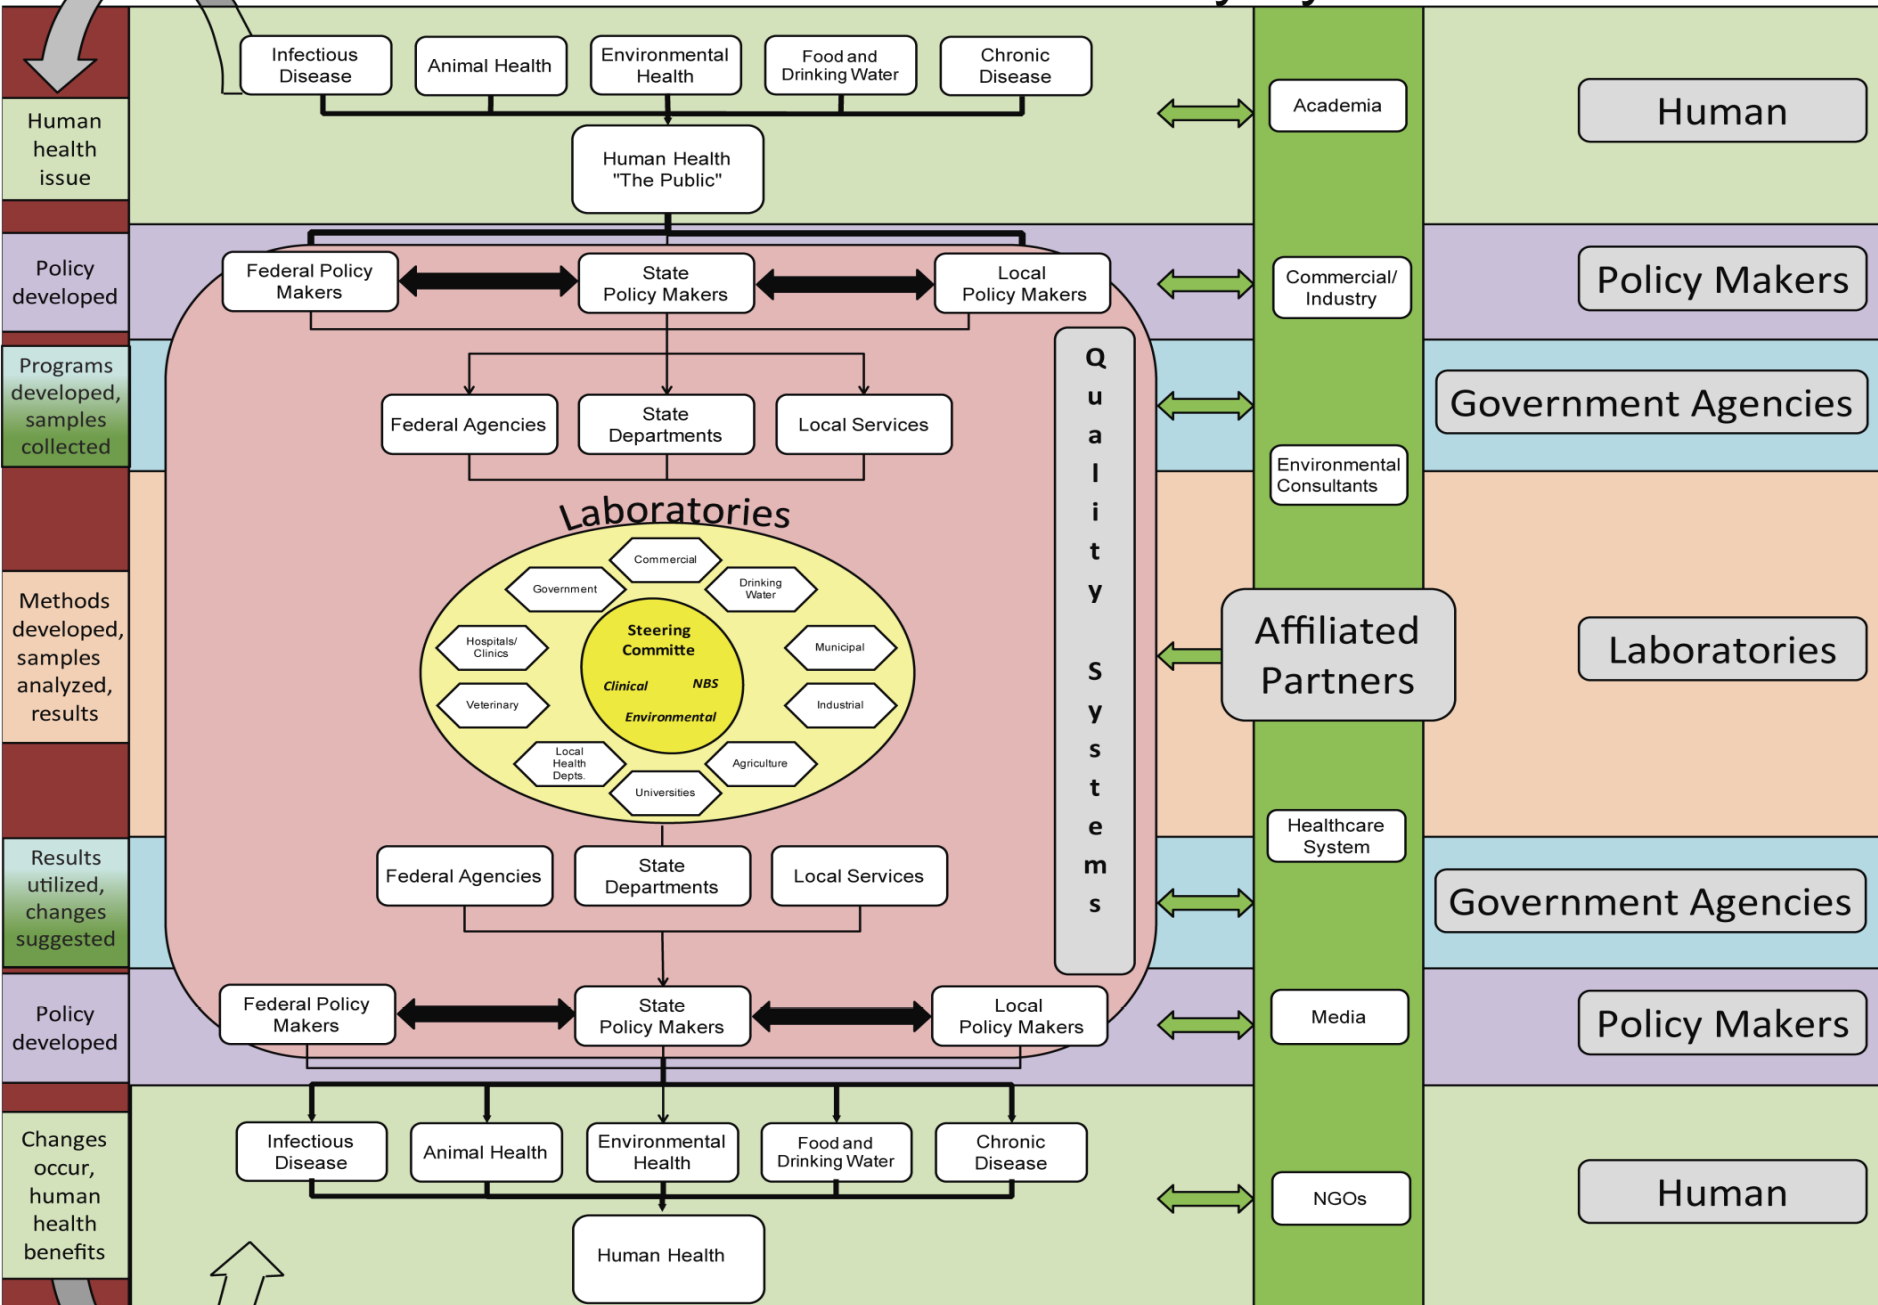 Infectious
Disease
Animal Health
Environmental
Health
Food and
Drinking Water
Chronic
Disease
Academia
Human
Human
health
issue
Human Health
"The Public"
Policy
developed
Federal Policy
Makers
State
Policy Makers
Local
Policy Makers
Commercial/
Industry
Policy Makers
Programs
developed,
samples
collected
Federal Agencies
State
Departments
Local Services
Government Agencies
Environmental
Consultants
Quality Systems
Laboratories
Commercial
Government
Drinking
Water
Hospitals/
Clinics
Municipal
Veterinary
Industrial
Local
Health
Depts.
Agriculture
Universities
Steering
Committe
Clinical
NBS
Environmental
Methods
developed,
samples
analyzed,
results
Affiliated
Partners
Laboratories
Healthcare
System
Results
utilized,
changes
suggested
Federal Agencies
State
Departments
Local Services
Government Agencies
Policy
developed
Federal Policy
Makers
State
Policy Makers
Local
Policy Makers
Media
Policy Makers
Changes
occur,
human
health
benefits
Infectious
Disease
Animal Health
Environmental
Health
Food and
Drinking Water
Chronic
Disease
NGOs
Human
Human Health